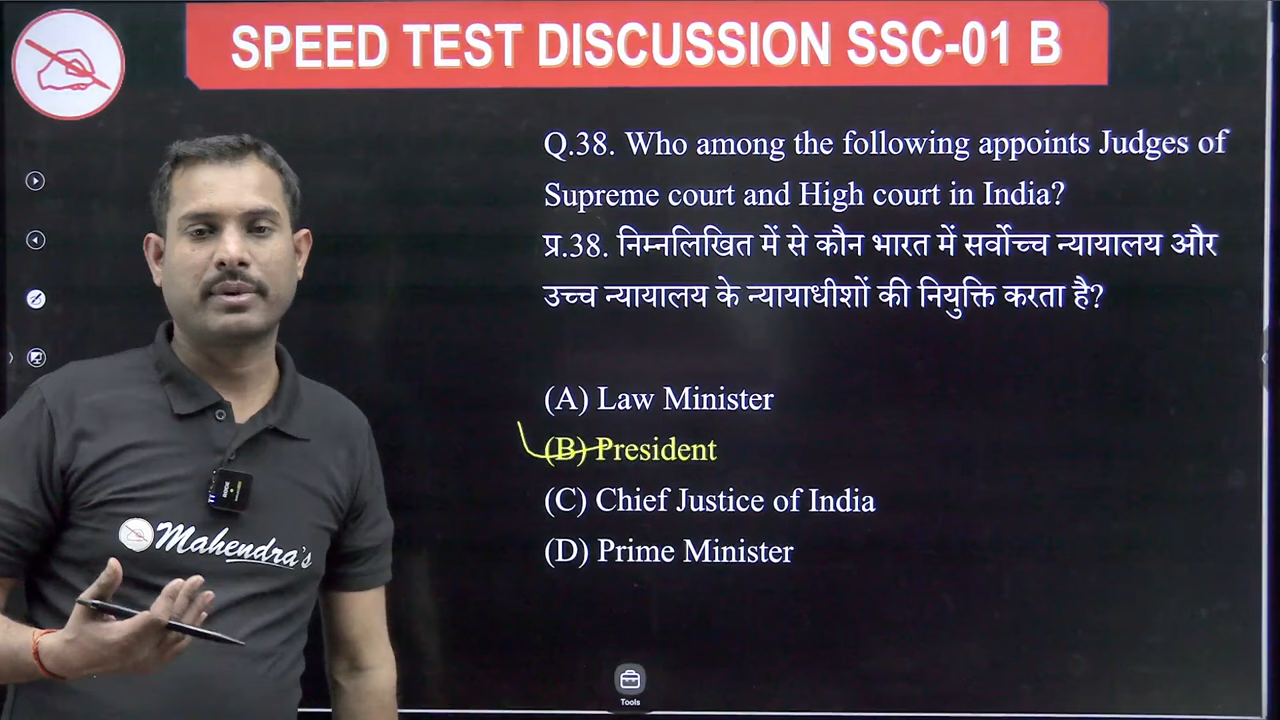 SPEED TEST DISCUSSION SSC-01 B
Q.38. Who among the following appoints Judges of
Supreme court and High court in India?
प्र.38. निम्नलिखित में से कौन भारत में सर्वोच्च न्यायालय और
उच्च न्यायालय के न्यायाधीशों की नियुक्ति करता है?
(A) Law Minister
(B) President
(C) Chief Justice of India
(D) Prime Minister
Mahendra's
Tools